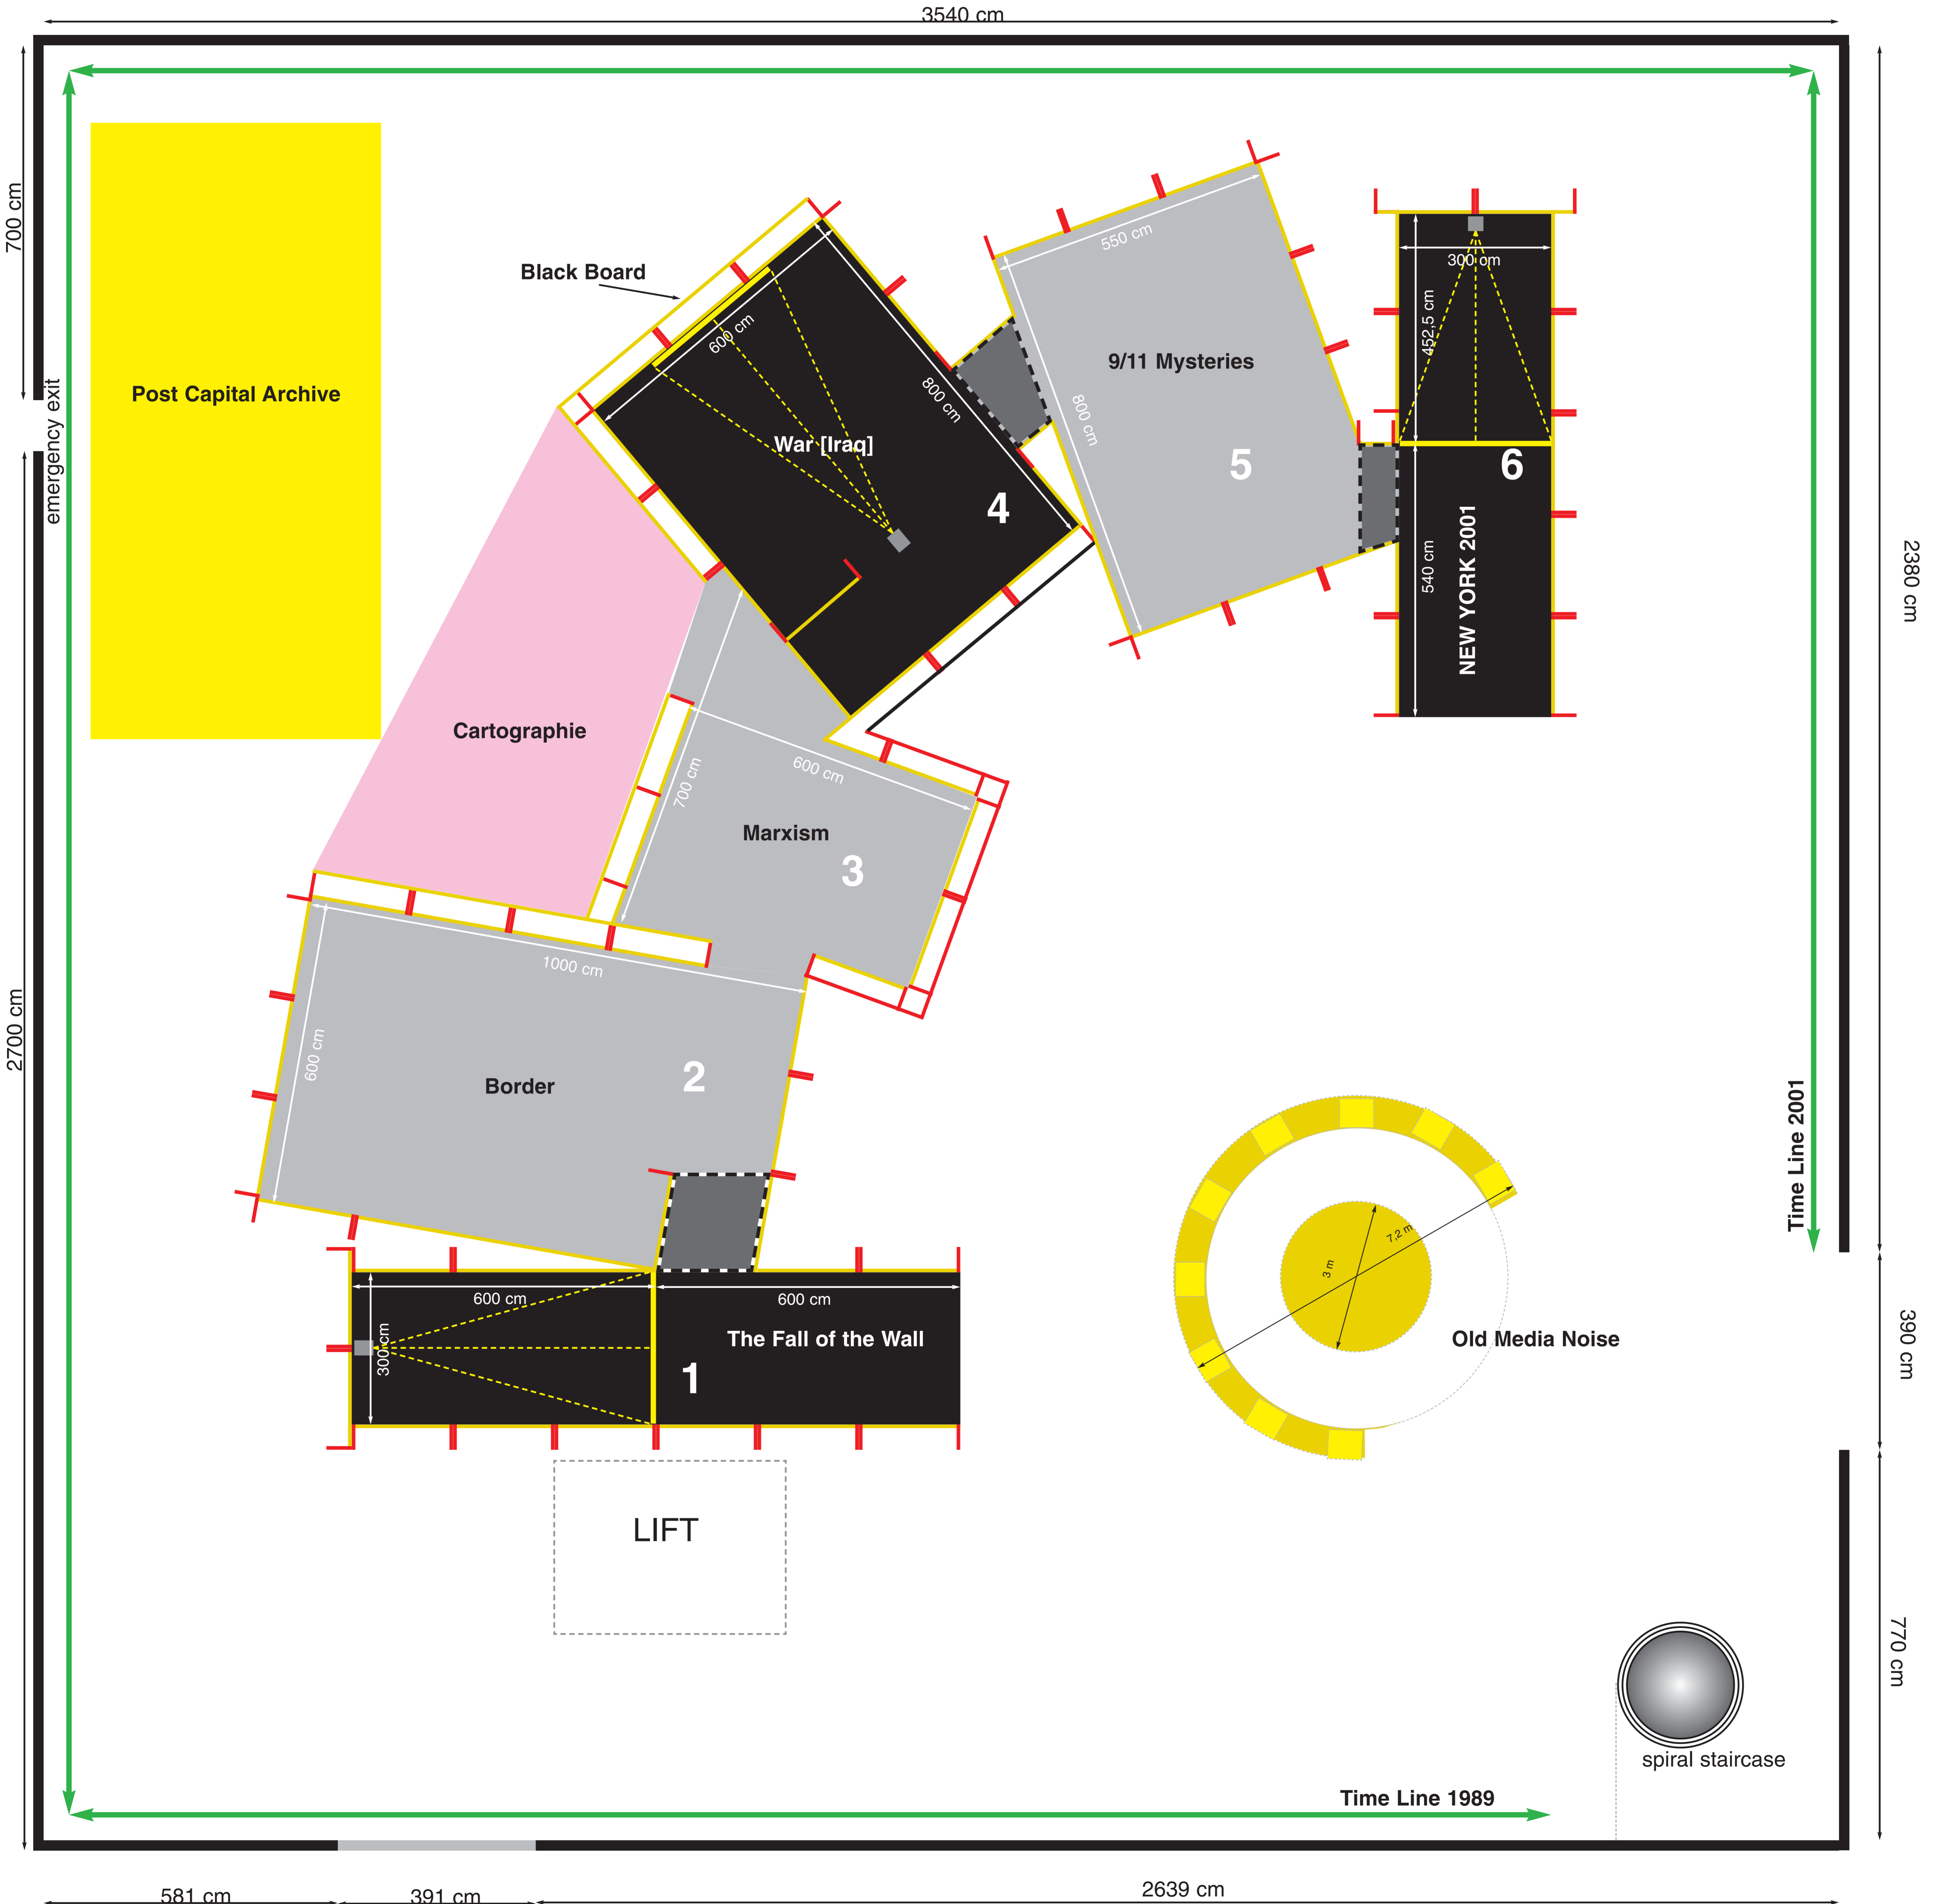 3540 cm
700 cm
emergency exit
2700 cm
Post Capital Archive
Black Board
600 cm
800 cm
War [Iraq]
4
550 cm
800 cm
9/11 Mysteries
5
300 cm
452,5 cm
6
540 cm
NEW YORK 2001
2380 cm
Cartographie
700 cm
600 cm
Marxism
3
1000 cm
600 cm
Border
2
600 cm
600 cm
300 cm
The Fall of the Wall
1
LIFT
7,2 m
3 m
Old Media Noise
Time Line 2001
390 cm
770 cm
spiral staircase
Time Line 1989
581 cm
391 cm
2639 cm